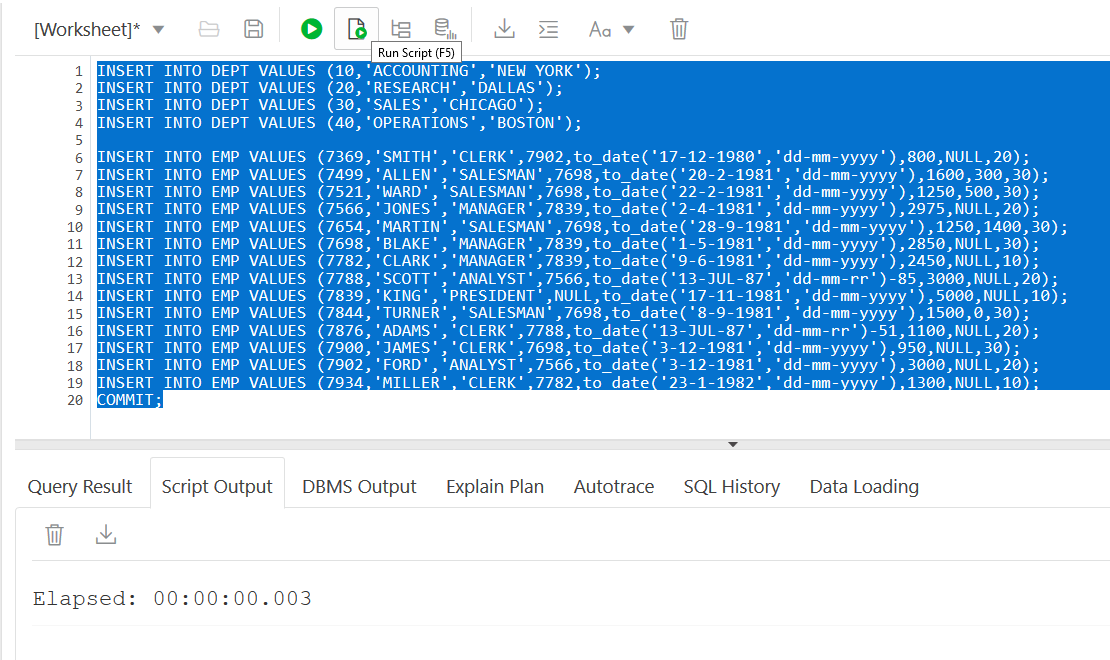 [Worksheet]*
Aa
Run Script (F5)
1 INSERT INTO DEPT VALUES (10,'ACCOUNTING','NEW YORK');
2 INSERT INTO DEPT VALUES (20,'RESEARCH','DALLAS');
3 INSERT INTO DEPT VALUES (30,'SALES','CHICAGO');
4 INSERT INTO DEPT VALUES (40,'OPERATIONS','BOSTON');
5
6 INSERT INTO EMP VALUES (7369,'SMITH','CLERK',7902,to_date('17-12-1980','dd-mm-yyyy'),800,NULL,20);
7 INSERT INTO EMP VALUES (7499,'ALLEN','SALESMAN',7698,to_date('20-2-1981','dd-mm-yyyy'),1600,300,30);
8 INSERT INTO EMP VALUES (7521,'WARD','SALESMAN',7698,to_date('22-2-1981','dd-mm-yyyy'),1250,500,30);
9 INSERT INTO EMP VALUES (7566,'JONES','MANAGER',7839,to_date('2-4-1981','dd-mm-yyyy'),2975,NULL,20);
10 INSERT INTO EMP VALUES (7654,'MARTIN','SALESMAN',7698,to_date('28-9-1981','dd-mm-yyyy'),1250,1400,30);
11 INSERT INTO EMP VALUES (7698,'BLAKE','MANAGER',7839,to_date('1-5-1981','dd-mm-yyyy'),2850,NULL,30);
12 INSERT INTO EMP VALUES (7782,'CLARK','MANAGER',7839,to_date('9-6-1981','dd-mm-yyyy'),2450,NULL,10);
13 INSERT INTO EMP VALUES (7788,'SCOTT','ANALYST',7566,to_date('13-JUL-87','dd-mm-rr')-85,3000,NULL,20);
14 INSERT INTO EMP VALUES (7839,'KING','PRESIDENT',NULL,to_date('17-11-1981','dd-mm-yyyy'),5000,NULL,10);
15 INSERT INTO EMP VALUES (7844,'TURNER','SALESMAN',7698,to_date('8-9-1981','dd-mm-yyyy'),1500,0,30);
16 INSERT INTO EMP VALUES (7876,'ADAMS','CLERK',7788,to_date('13-JUL-87','dd-mm-rr')-51,1100,NULL,20);
17 INSERT INTO EMP VALUES (7900,'JAMES','CLERK',7698,to_date('3-12-1981','dd-mm-yyyy'),950,NULL,30);
18 INSERT INTO EMP VALUES (7902,'FORD','ANALYST',7566,to_date('3-12-1981','dd-mm-yyyy'),3000,NULL,20);
19 INSERT INTO EMP VALUES (7934,'MILLER','CLERK',7782,to_date('23-1-1982','dd-mm-yyyy'),1300,NULL,10);
20 COMMIT;
Query Result Script Output DBMS Output Explain Plan Autotrace SQL History Data Loading
Elapsed: 00:00:00.003